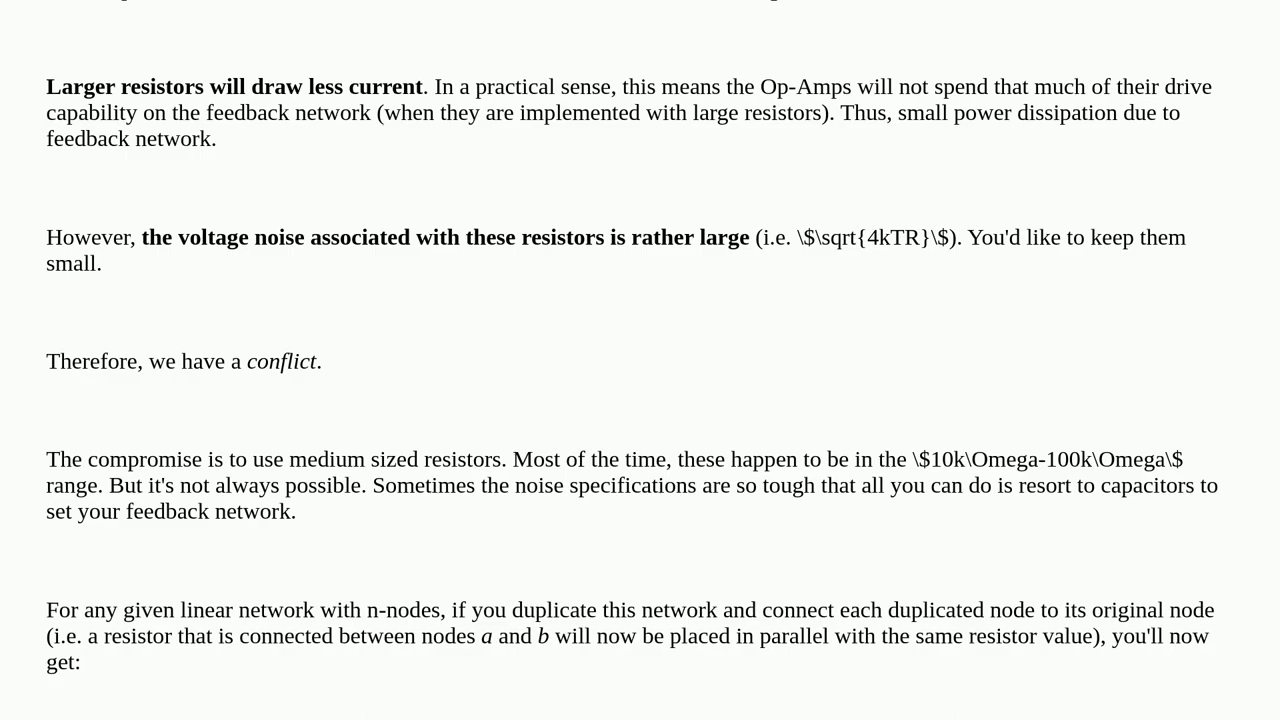 Larger resistors will draw less current. In a practical sense, this means the Op-Amps will not spend that much of their drive
capability on the feedback network (when they are implemented with large resistors). Thus, small power dissipation due to
feedback network.
However, the voltage noise associated with these resistors is rather large (i.e. \$\sqrt{4kTR}\$). You'd like to keep them
small.
Therefore, we have a conflict.
The compromise is to use medium sized resistors. Most of the time, these happen to be in the \$10k\Omega-100k\Omega\$
range. But it's not always possible. Sometimes the noise specifications are so tough that all you can do is resort to capacitors to
set your feedback network.
For any given linear network with n-nodes, if you duplicate this network and connect each duplicated node to its original node
(i.e. a resistor that is connected between nodes a and b will now be placed in parallel with the same resistor value), you'll now
get: